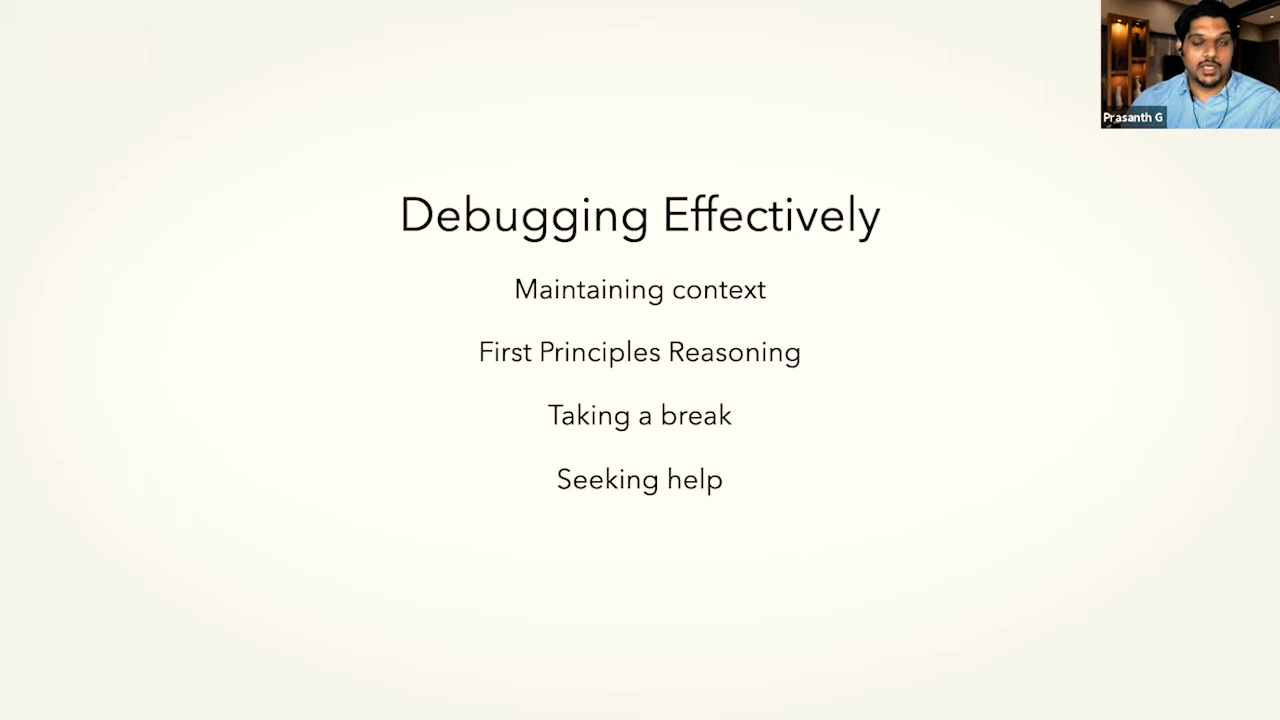 Prasanth G
Debugging Effectively
Maintaining context
First Principles Reasoning
Taking a break
Seeking help